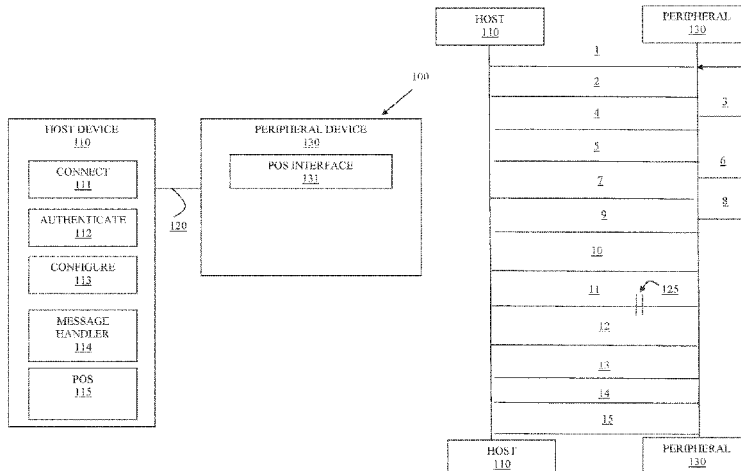 100
HOST DEVICE
110
CONNECT
111
AUTHENTICATE
112
CONFIGURE
113
MESSAGE
HANDLER
114
POS
115
120
PERIPHERAL DEVICE
130
POS INTERFACE
131
HOST
110
PERIPHERAL
130
1
2
3
4
5
6
7
8
9
10
11
125
12
13
14
15
HOST
110
PERIPHERAL
130